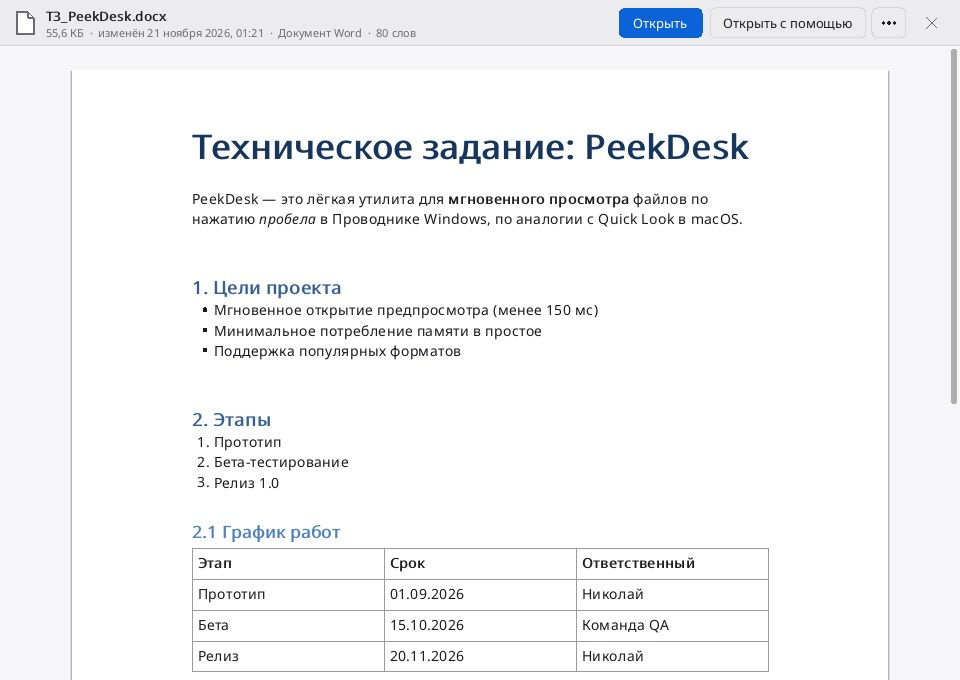 ТЗ_PeekDesk.docx
55,6 КБ · изменён 21 ноября 2026, 01:21 · Документ Word · 80 слов
Открыть
Открыть с помощью
•••
Техническое задание: PeekDesk
PeekDesk — это лёгкая утилита для мгновенного просмотра файлов по
нажатию пробела в Проводнике Windows, по аналогии с Quick Look в macOS.
1. Цели проекта
▪ Мгновенное открытие предпросмотра (менее 150 мс)
▪ Минимальное потребление памяти в простое
▪ Поддержка популярных форматов
2. Этапы
1. Прототип
2. Бета-тестирование
3. Релиз 1.0
2.1 График работ
Этап Срок Ответственный
Прототип 01.09.2026 Николай
Бета 15.10.2026 Команда QA
Релиз 20.11.2026 Николай